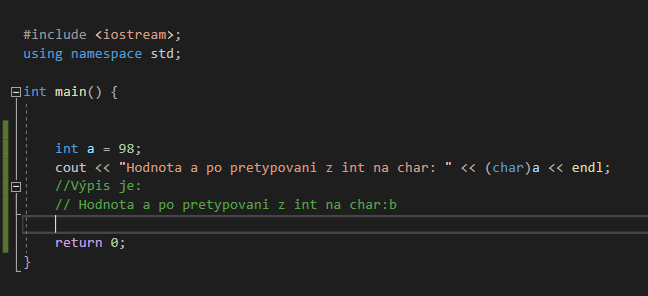 #include <iostream>;
using namespace std;
int main() {
int a = 98;
cout << "Hodnota a po pretypovani z int na char: " << (char)a << endl;
//Výpis je:
// Hodnota a po pretypovani z int na char:b
return 0;
}